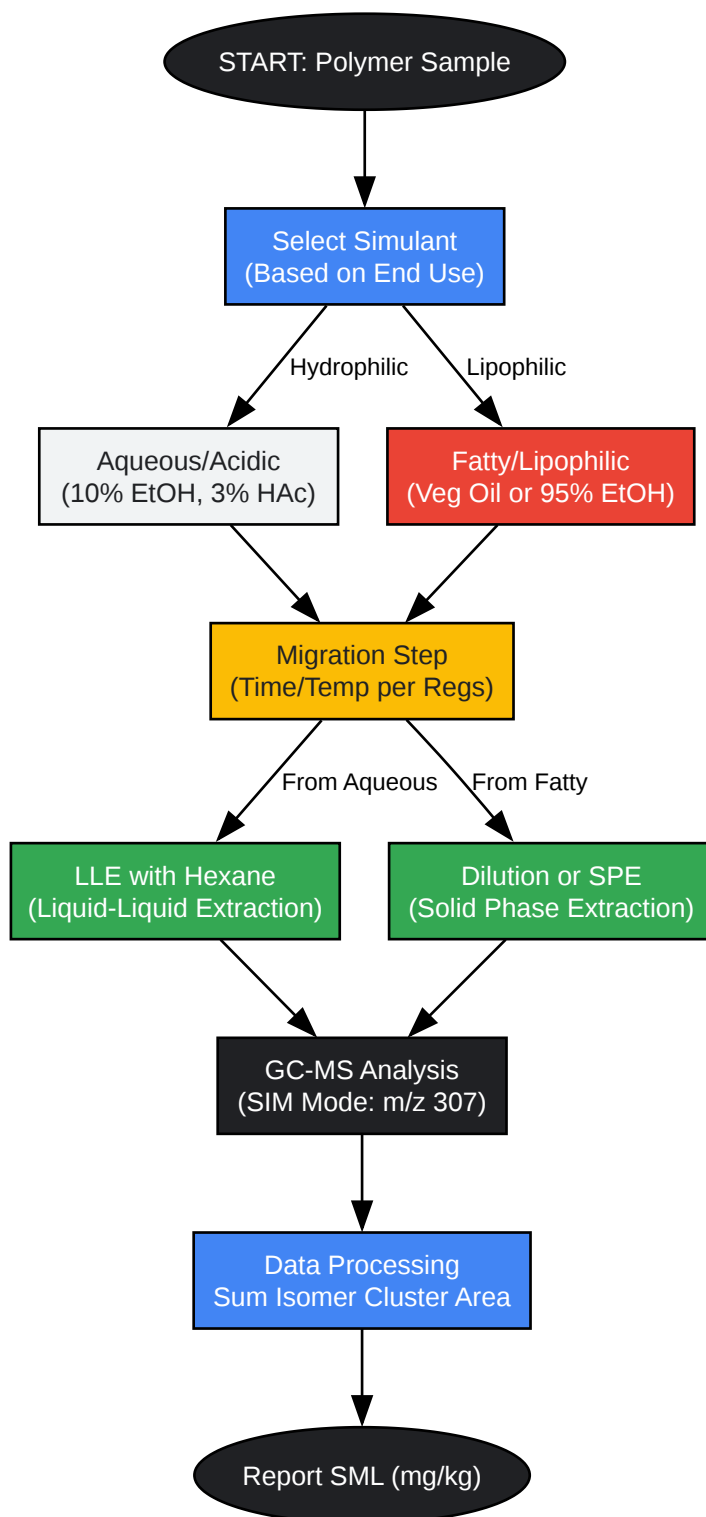 START: Polymer Sample
Select Simulant
(Based on End Use)
Hydrophilic
Lipophilic
Aqueous/Acidic
(10% EtOH, 3% HAc)
Fatty/Lipophilic
(Veg Oil or 95% EtOH)
Migration Step
(Time/Temp per Regs)
From Aqueous
From Fatty
LLE with Hexane
(Liquid-Liquid Extraction)
Dilution or SPE
(Solid Phase Extraction)
GC-MS Analysis
(SIM Mode: m/z 307)
Data Processing
Sum Isomer Cluster Area
Report SML (mg/kg)